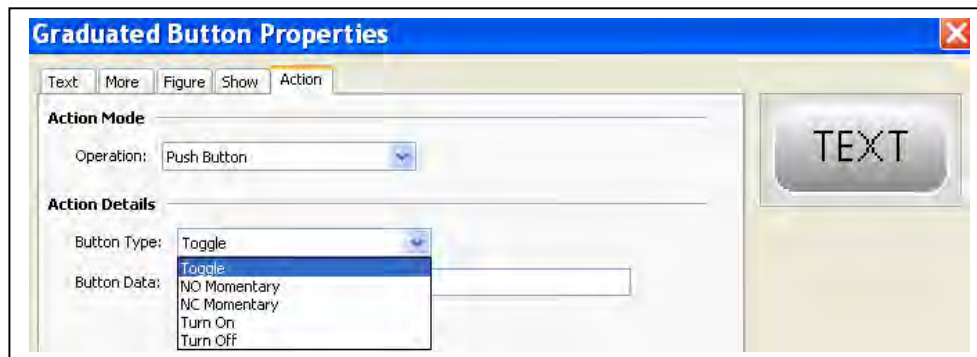 Graduated Button Properties
Text More Figure Show Action
Action Mode
Operation: Push Button
TEXT
Action Details
Button Type: Toggle
Toggle
Button Data:
NO Momentary
NC Momentary
Turn On
Turn Off